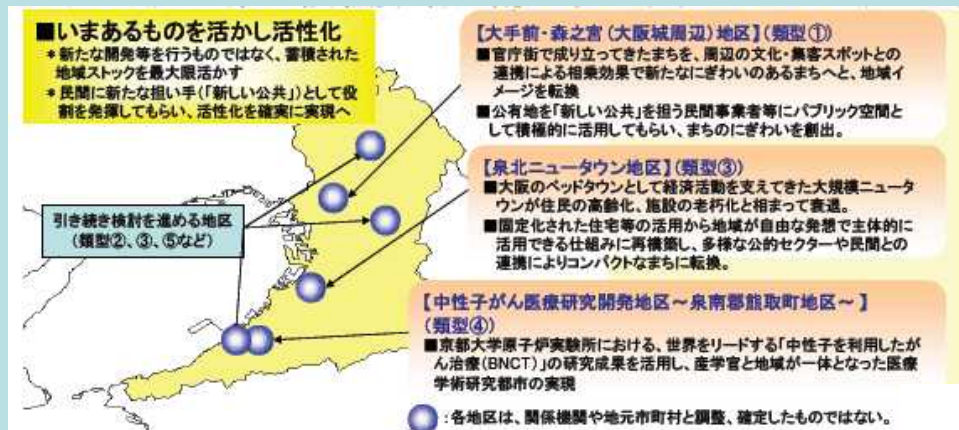 ■いまあるものを活かし活性化
＊新たな開発等を行うものではなく、蓄積された
地域ストックを最大限活かす
＊民間に新たな担い手(「新しい公共」)として役
割を発揮してもらい、活性化を確実に実現へ
【大手前・森之宮(大阪城周辺)地区】(類型①)
■官庁街で成り立ってきたまちを、周辺の文化・集客スポットとの
連携による相乗効果で新たなにぎわいのあるまちへと、地域イ
メージを転換
■公有地を「新しい公共」を担う民間事業者等にパブリック空間と
して積極的に活用してもらい、まちのにぎわいを創出。
【泉北ニュータウン地区】(類型③)
■大阪のベッドタウンとして経済活動を支えてきた大規模ニュータ
ウンが住民の高齢化、施設の老朽化と相まって衰退。
■固定化された住宅等の活用から地域が自由な発想で主体的に
活用できる仕組みに再構築し、多様な公的セクターや民間との
連携によりコンパクトなまちに転換。
引き続き検討を進める地区
(類型②、③、⑤など)
【中性子がん医療研究開発地区～泉南郡熊取町地区～】
(類型④)
■京都大学原子炉実験所における、世界をリードする「中性子を利用したが
ん治療(BNCT)」の研究成果を活用し、産学官と地域が一体となった医療
学術研究都市の実現
：各地区は、関係機関や地元市町村と調整、確定したものではない。